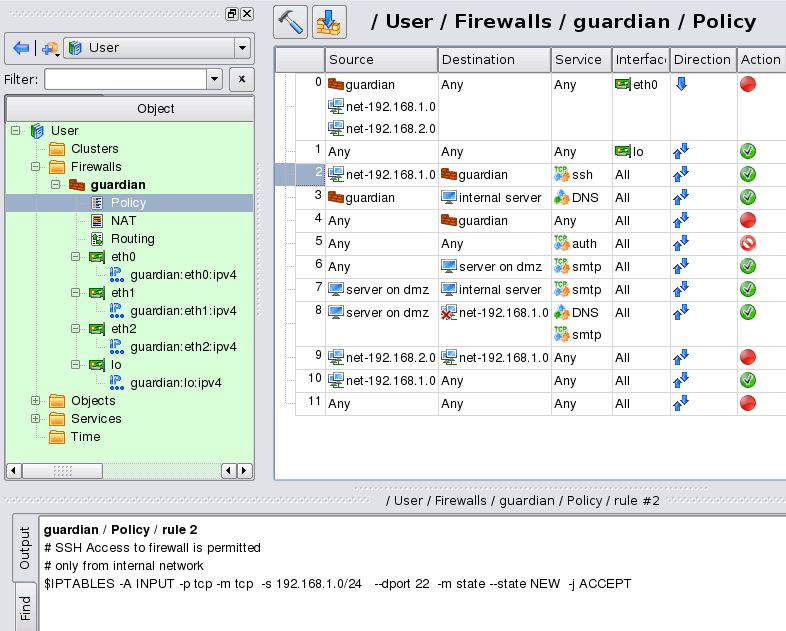 / User / Firewalls / guardian / Policy
User
Filter:
x
Object
User
Clusters
Firewalls
guardian
Policy
NAT
Routing
eth0
guardian:eth0:ipv4
eth1
guardian:eth1:ipv4
eth2
guardian:eth2:ipv4
lo
guardian:lo:ipv4
Objects
Services
Time
Source Destination Service Interfac Direction Action
0 guardian Any Any eth0
net-192.168.1.0
net-192.168.2.0
1 Any Any Any lo
2 net-192.168.1.0 guardian TCP ssh All
3 guardian internal server DNS All
4 Any guardian Any All
5 Any Any TCP auth All
6 Any server on dmz TCP smtp All
7 server on dmz internal server TCP smtp All
8 server on dmz net-192.168.1.0 DNS All
TCP smtp
9 net-192.168.2.0 net-192.168.1.0 Any All
10 net-192.168.1.0 Any Any All
11 Any Any Any All
/ User / Firewalls / guardian / Policy / rule #2
Output
Find
guardian / Policy / rule 2
# SSH Access to firewall is permitted
# only from internal network
$IPTABLES -A INPUT -p tcp -m tcp -s 192.168.1.0/24 --dport 22 -m state --state NEW -j ACCEPT